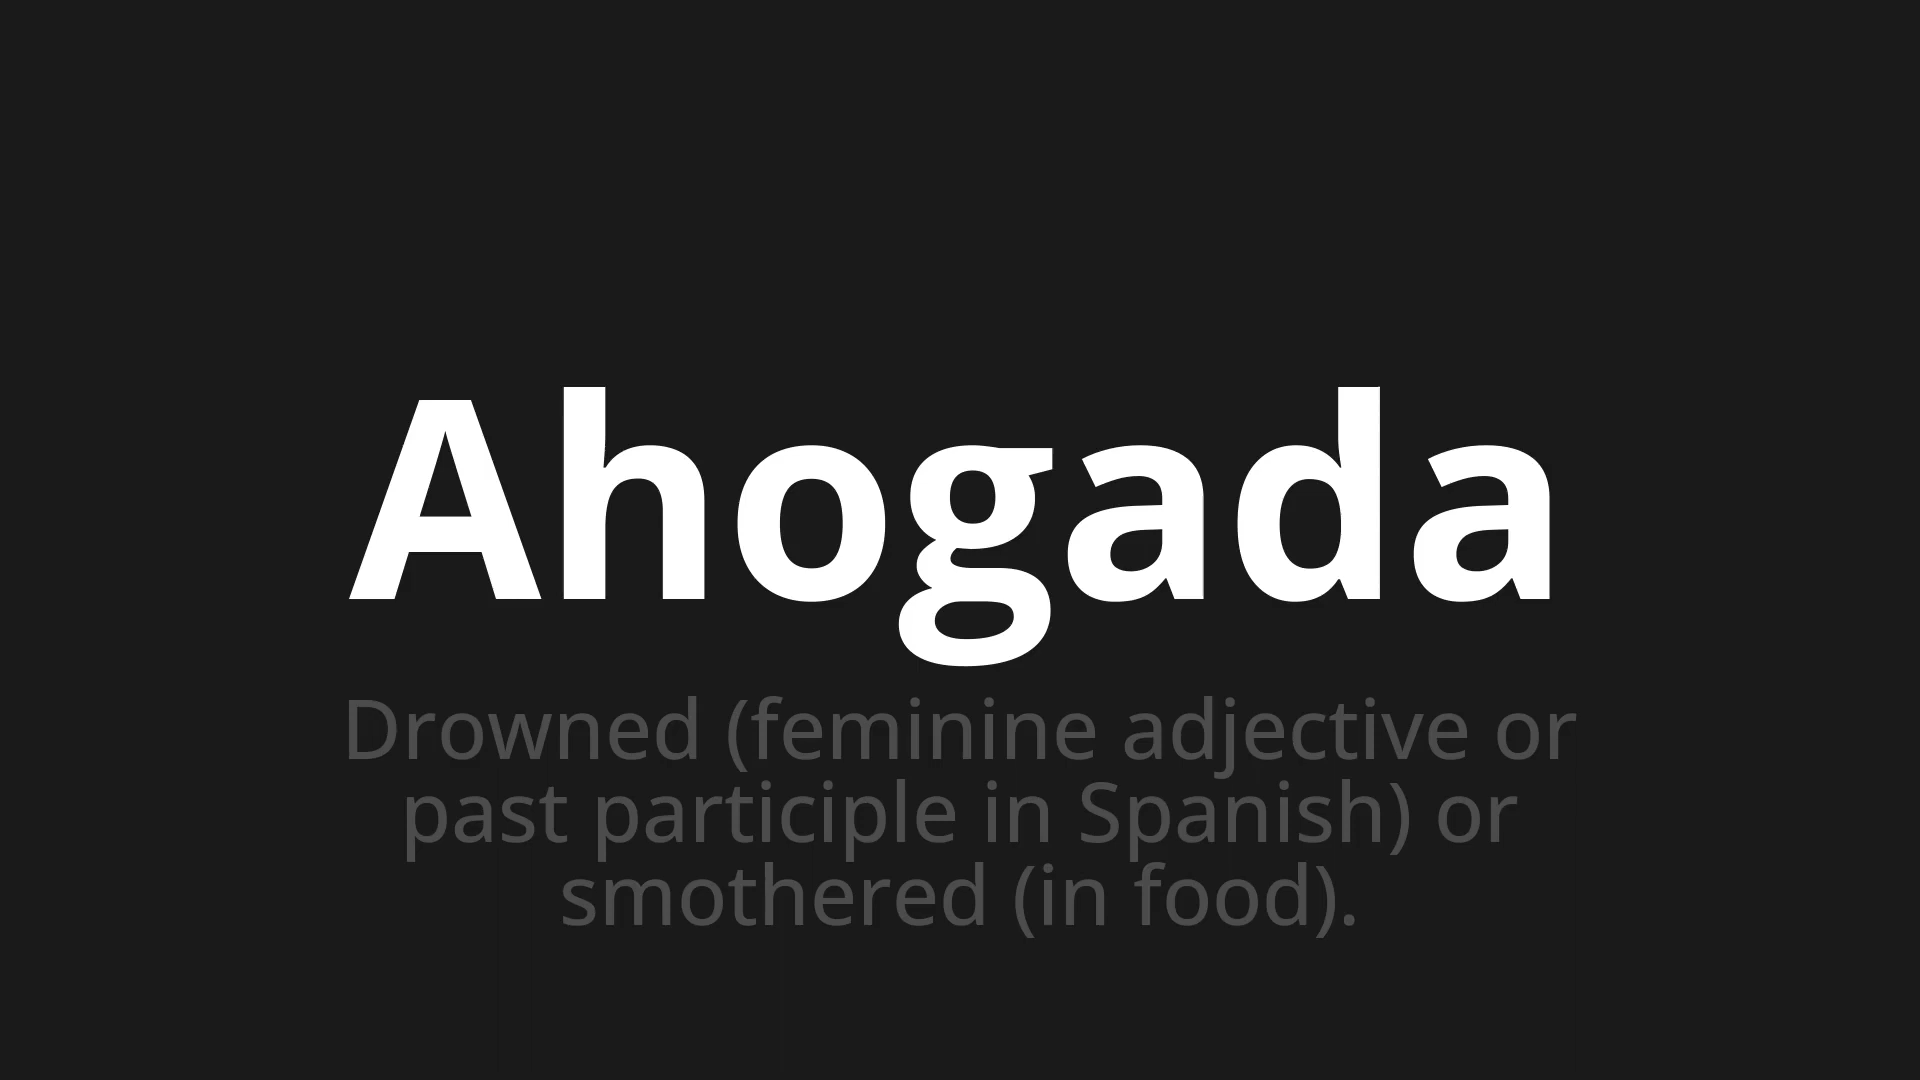 Ahogada
Drowned (feminine adjective or
past participle in Spanish) or
smothered (in food).